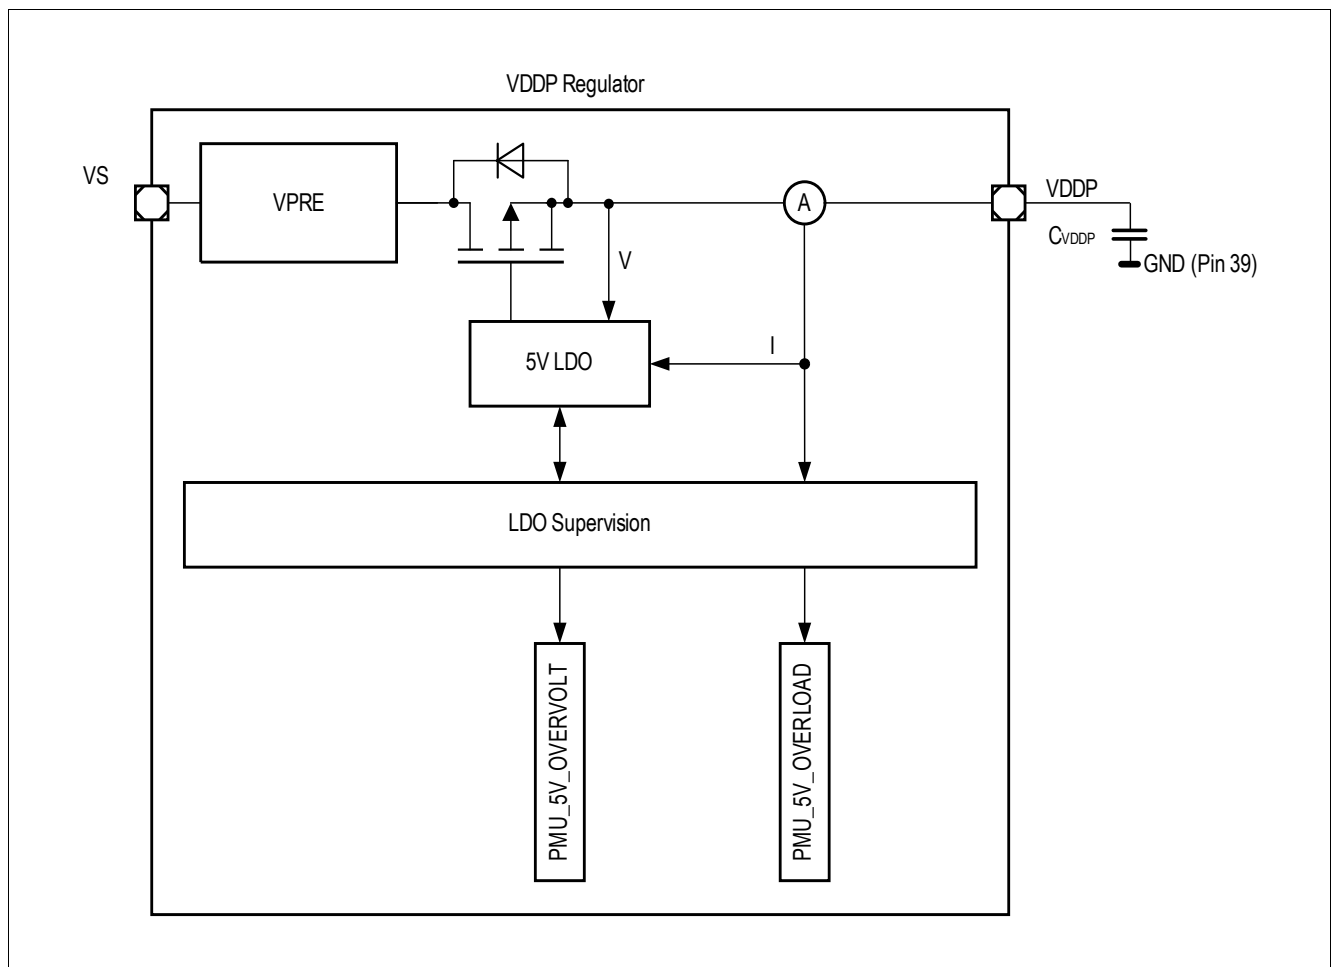 VDDP Regulator
VS
VPRE
VDDP
A
CVDDP
V
GND (Pin 39)
5V LDO
I
LDO Supervision
PMU_5V_OVERVOLT
PMU_5V_OVERLOAD